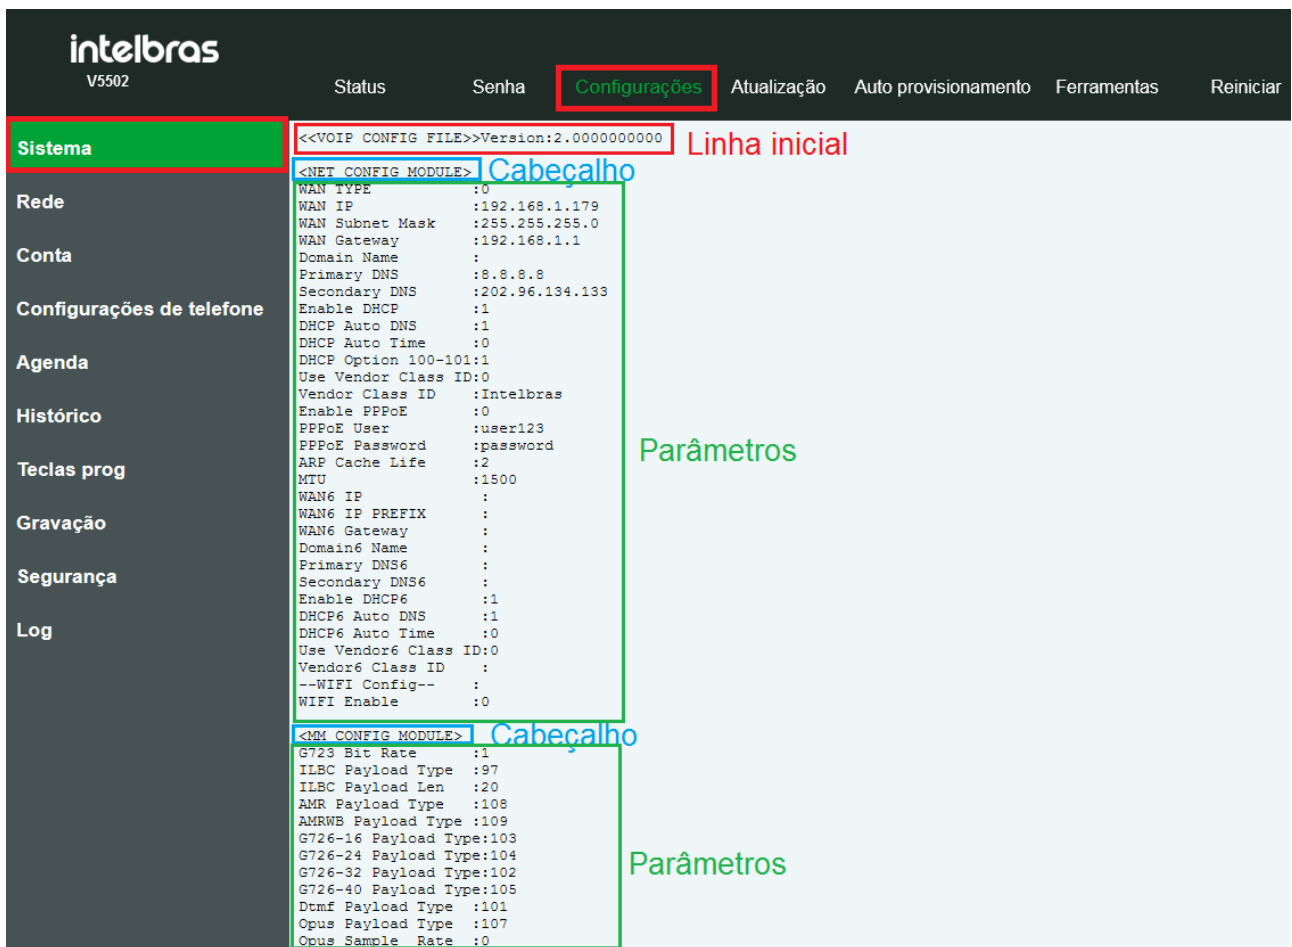 intelbras
V5502
Status Senha Configurações Atualização Auto provisionamento Ferramentas Reiniciar
Sistema
Rede
Conta
Configurações de telefone
Agenda
Histórico
Teclas prog
Gravação
Segurança
Log
<<VOIP CONFIG FILE>>Version:2.0000000000
Linha inicial
<NET CONFIG MODULE>
Cabeçalho
WAN TYPE :0
WAN IP :192.168.1.179
WAN Subnet Mask :255.255.255.0
WAN Gateway :192.168.1.1
Domain Name :
Primary DNS :8.8.8.8
Secondary DNS :202.96.134.133
Enable DHCP :1
DHCP Auto DNS :1
DHCP Auto Time :0
DHCP Option 100-101:1
Use Vendor Class ID:0
Vendor Class ID :Intelbras
Enable PPPoE :0
PPPoE User :user123
PPPoE Password :password
ARP Cache Life :2
MTU :1500
WAN6 IP :
WAN6 IP PREFIX :
WAN6 Gateway :
Domain6 Name :
Primary DNS6 :
Secondary DNS6 :
Enable DHCP6 :1
DHCP6 Auto DNS :1
DHCP6 Auto Time :0
Use Vendor6 Class ID:0
Vendor6 Class ID :
--WIFI Config-- :
WIFI Enable :0
Parâmetros
<MM CONFIG MODULE>
Cabeçalho
G723 Bit Rate :1
ILBC Payload Type :97
ILBC Payload Len :20
AMR Payload Type :108
AMRWB Payload Type :109
G726-16 Payload Type:103
G726-24 Payload Type:104
G726-32 Payload Type:102
G726-40 Payload Type:105
Dtmf Payload Type :101
Opus Payload Type :107
Opus Sample Rate :0
Parâmetros